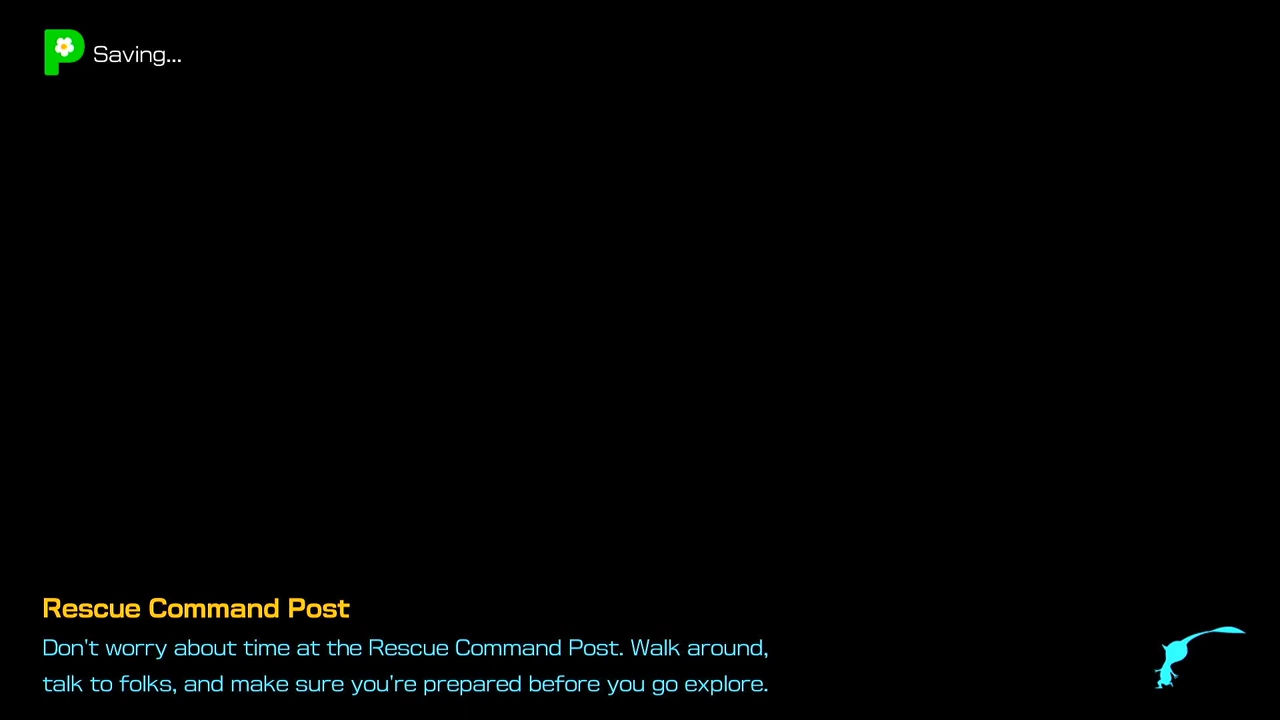 P Saving...
Rescue Command Post
Don't worry about time at the Rescue Command Post. Walk around,
talk to folks, and make sure you're prepared before you go explore.